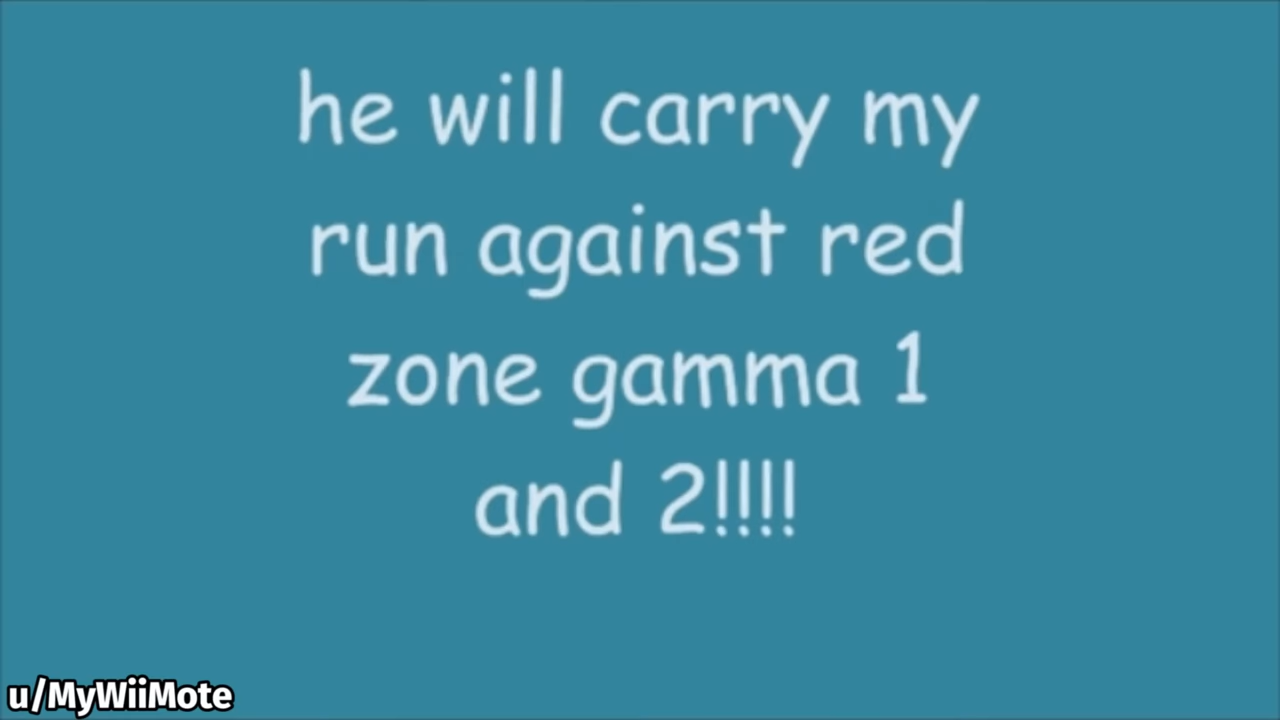 he will carry my
run against red
zone gamma 1
and 2!!!!
u/MyWiiMote